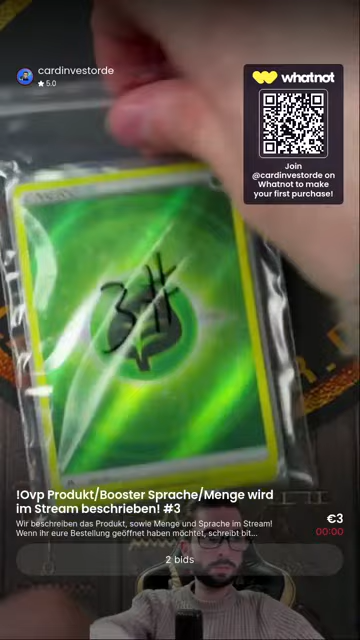 cardinvestorde
★ 5.0
whatnot
Join
@cardinvestorde on
Whatnot to make
your first purchase!
3#
!Ovp Produkt/Booster Sprache/Menge wird
im Stream beschrieben! #3
€3
Wir beschreiben das Produkt, sowie Menge und Sprache im Stream!
Wenn ihr eure Bestellung geöffnet haben möchtet, schreibt bit...
00:00
2 bids